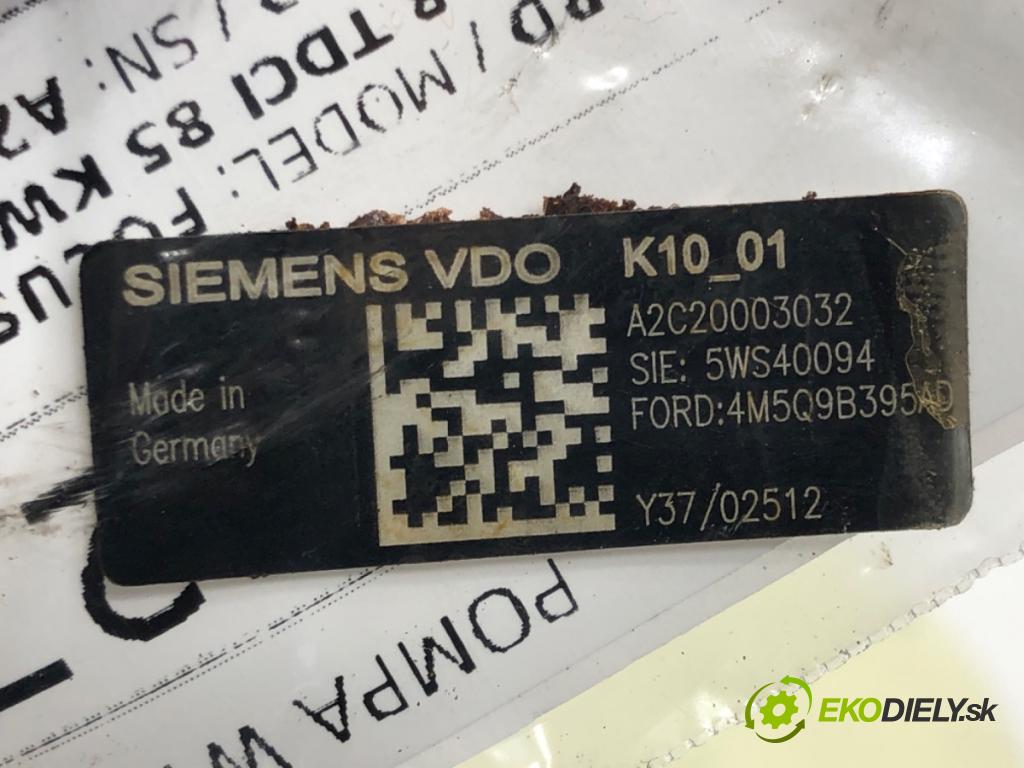 SIEMENS VDO
K10_01
A2C20003032
SIE: 5WS40094
FORD:4M5Q9B395AD
Made in
Germany
Y37/02512
/ SN: A2
/ MODEL: FOCUS
TDCI 85 KW
POMPA W
EKODIELY.sk